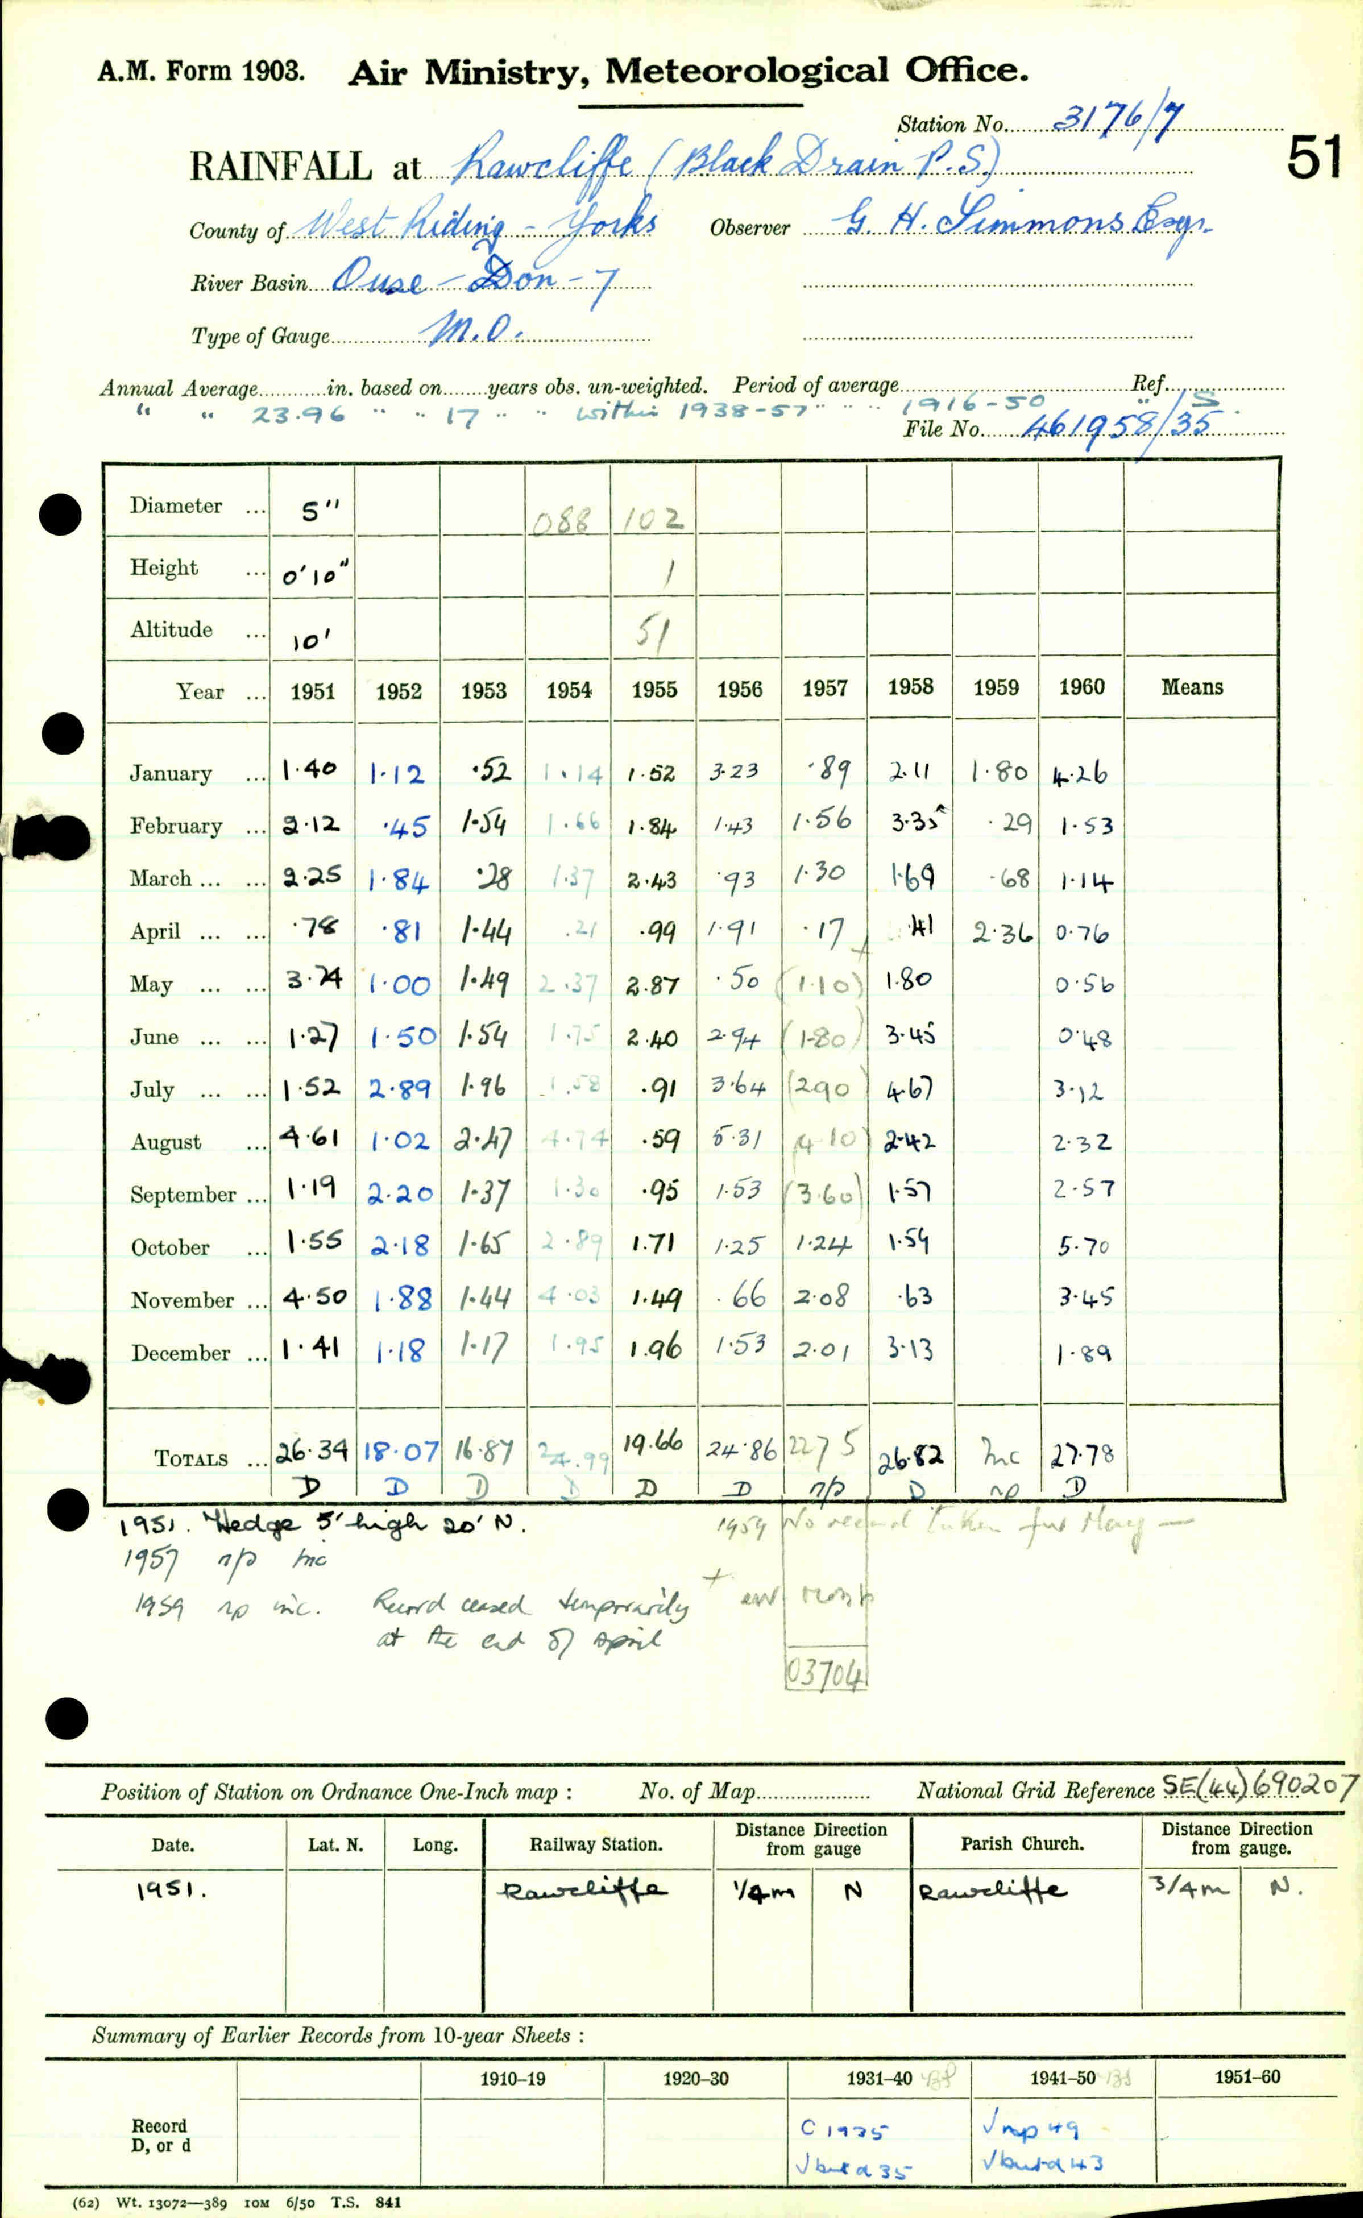 A.M. Form 1903. Air Ministry, Meteorological Office.
Station No. 3176/7
51
RAINFALL at Rawcliffe (Black Drain P.S)
County of West Riding - Yorks Observer G. H. Simmons Esqr.
River Basin Ouse - Don - 7
Type of Gauge M.O.
Annual Average in. based on years obs. un-weighted. Period of average Ref.
" " 23.96 " " 17 " " within 1938-57 " " " 1916-50 " /S
File No. 461958/35
Diameter ... 5" 088 102
Height ... 0'10" 1
Altitude ... 10' 51
Year ... 1951 1952 1953 1954 1955 1956 1957 1958 1959 1960 Means
January ... 1.40 1.12 .52 1.14 1.52 3.23 .89 2.11 1.80 4.26
February ... 2.12 .45 1.54 1.66 1.84 1.43 1.56 3.35 .29 1.53
March ... ... 2.25 1.84 .28 1.37 2.43 .93 1.30 1.69 .68 1.14
April ... ... .78 .81 1.44 .21 .99 1.91 .17 .41 2.36 0.76
May ... ... 3.74 1.00 1.49 2.37 2.87 .50 (1.10) 1.80 0.56
June ... ... 1.27 1.50 1.54 1.75 2.40 2.94 (1.80) 3.45 0.48
July ... ... 1.52 2.89 1.96 1.58 .91 3.64 (2.90) 4.67 3.12
August ... 4.61 1.02 2.47 4.74 .59 5.31 (4.10) 2.42 2.32
September ... 1.19 2.20 1.37 1.30 .95 1.53 (3.60) 1.57 2.57
October ... 1.55 2.18 1.65 2.89 1.71 1.25 1.24 1.59 5.70
November ... 4.50 1.88 1.44 4.03 1.49 .66 2.08 .63 3.45
December ... 1.41 1.18 1.17 1.95 1.96 1.53 2.01 3.13 1.89
TOTALS ... 26.34 18.07 16.87 24.99 19.66 24.86 22.75 26.82 Inc 27.78
D D D D D D n/p D np D
1951. Hedge 5' high 20' N. 1959 No record taken for May —
1957 n/p inc
1959 np inc. Record ceased temporarily + est
at the end of April
03704
Position of Station on Ordnance One-Inch map : No. of Map National Grid Reference SE(44)690207
Date. Lat. N. Long. Railway Station. Distance from Direction gauge Parish Church. Distance from Direction gauge.
1951. Rawcliffe 1/4m N Rawcliffe 3/4m N.
Summary of Earlier Records from 10-year Sheets :
1910–19 1920–30 1931–40 1941–50 1951–60
Record C 1935 √ np 49
D, or d
(62) Wt. 13072—389 10M 6/50 T.S. 841